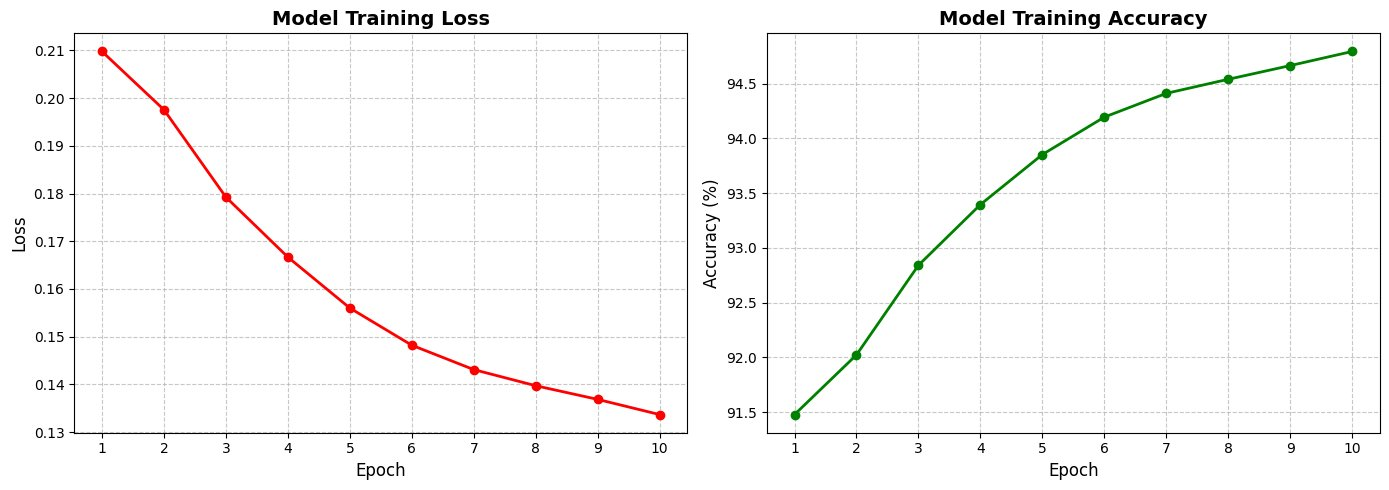 Model Training Loss
0.21
0.20
0.19
0.18
0.17
0.16
0.15
0.14
0.13
Loss
1 2 3 4 5 6 7 8 9 10
Epoch
Model Training Accuracy
94.5
94.0
93.5
93.0
92.5
92.0
91.5
Accuracy (%)
1 2 3 4 5 6 7 8 9 10
Epoch